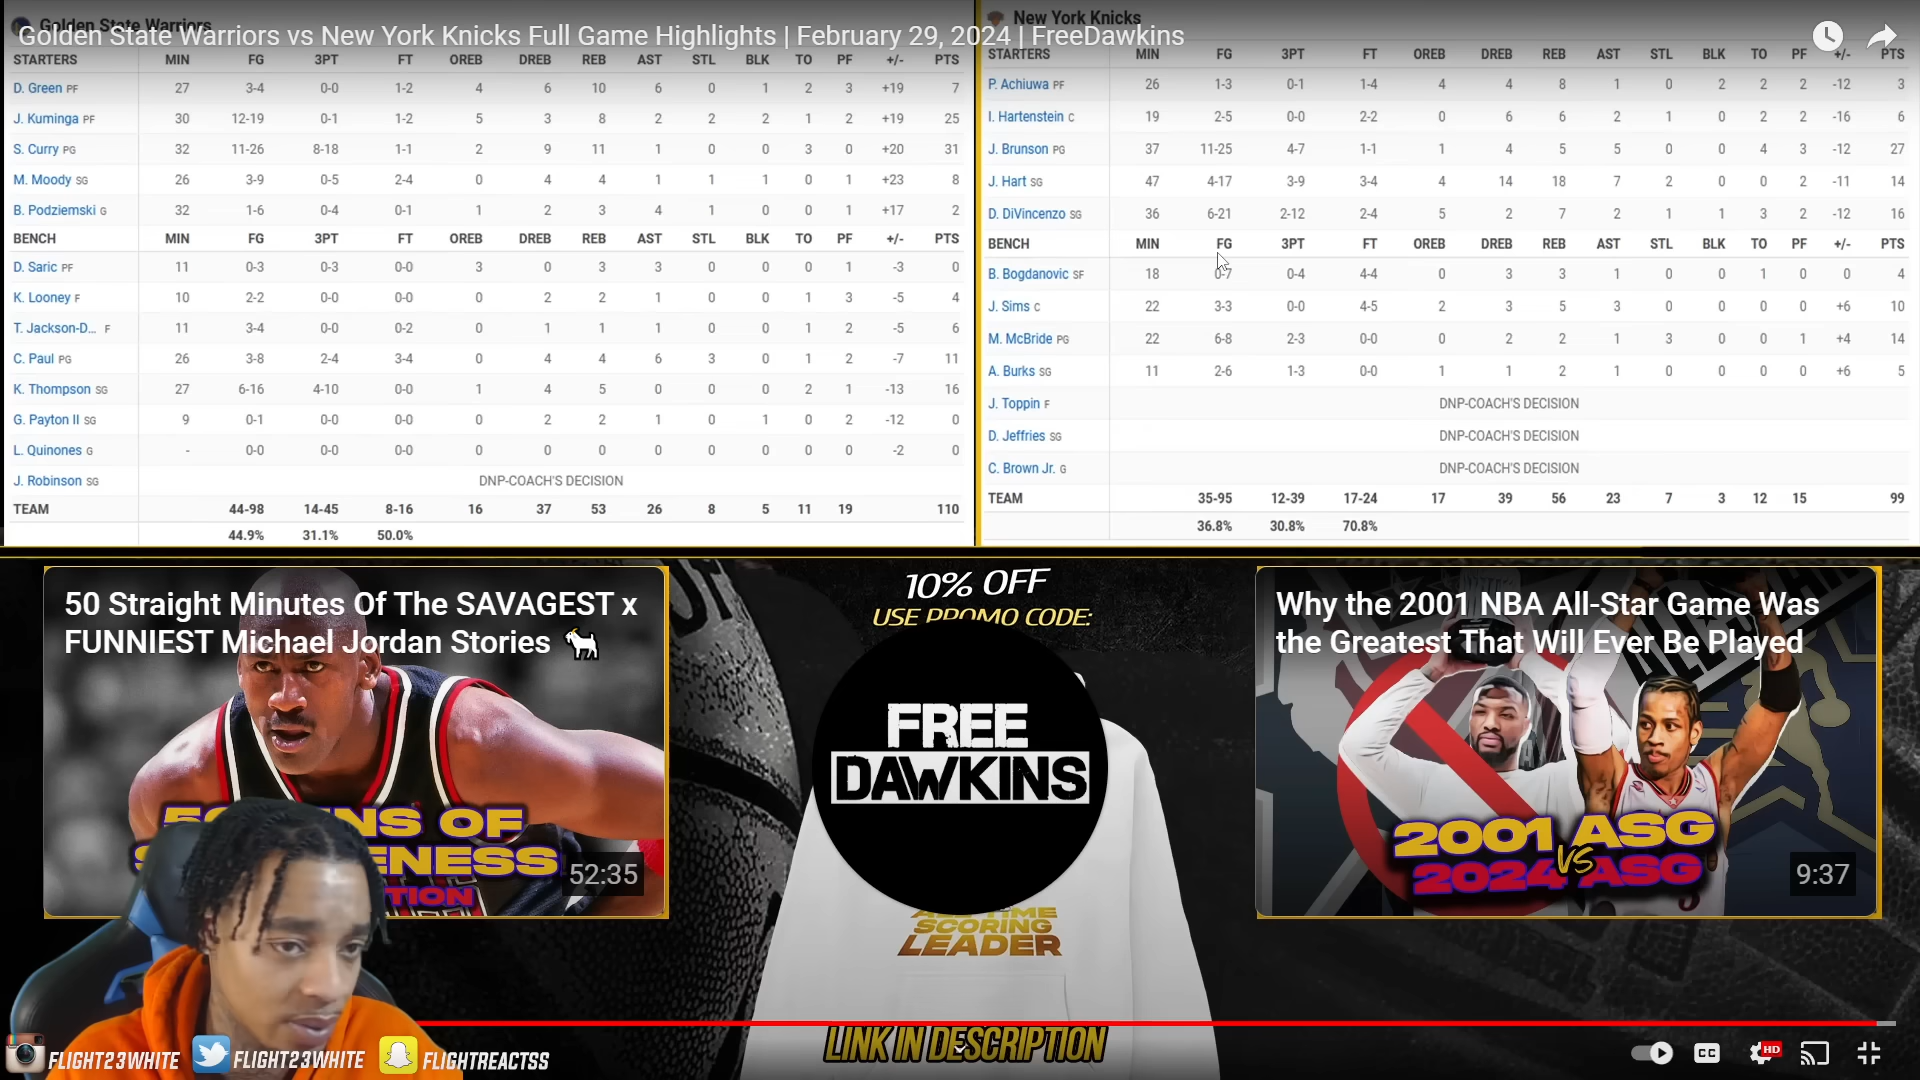 Golden State Warriors
Golden State Warriors vs New York Knicks Full Game Highlights | February 29, 2024 | FreeDawkins
STARTERS MIN FG 3PT FT OREB DREB REB AST STL BLK TO PF +/- PTS
D. Green PF 27 3-4 0-0 1-2 4 6 10 6 0 1 2 3 +19 7
J. Kuminga PF 30 12-19 0-1 1-2 5 3 8 2 2 2 1 2 +19 25
S. Curry PG 32 11-26 8-18 1-1 2 9 11 1 0 0 3 0 +20 31
M. Moody SG 26 3-9 0-5 2-4 0 4 4 1 1 1 0 1 +23 8
B. Podziemski G 32 1-6 0-4 0-1 1 2 3 4 1 0 0 1 +17 2
BENCH MIN FG 3PT FT OREB DREB REB AST STL BLK TO PF +/- PTS
D. Saric PF 11 0-3 0-3 0-0 3 0 3 3 0 0 0 1 -3 0
K. Looney F 10 2-2 0-0 0-0 0 2 2 1 0 0 1 3 -5 4
T. Jackson-D... F 11 3-4 0-0 0-2 0 1 1 1 0 0 1 2 -5 6
C. Paul PG 26 3-8 2-4 3-4 0 4 4 6 3 0 1 2 -7 11
K. Thompson SG 27 6-16 4-10 0-0 1 4 5 0 0 0 2 1 -13 16
G. Payton II SG 9 0-1 0-0 0-0 0 2 2 1 0 1 0 2 -12 0
L. Quinones G - 0-0 0-0 0-0 0 0 0 0 0 0 0 0 -2 0
J. Robinson SG DNP-COACH'S DECISION
TEAM 44-98 14-45 8-16 16 37 53 26 8 5 11 19 110
44.9% 31.1% 50.0%
New York Knicks
STARTERS MIN FG 3PT FT OREB DREB REB AST STL BLK TO PF +/- PTS
P. Achiuwa PF 26 1-3 0-1 1-4 4 4 8 1 0 2 2 2 -12 3
I. Hartenstein C 19 2-5 0-0 2-2 0 6 6 2 1 0 2 2 -16 6
J. Brunson PG 37 11-25 4-7 1-1 1 4 5 5 0 0 4 3 -12 27
J. Hart SG 47 4-17 3-9 3-4 4 14 18 7 2 0 0 2 -11 14
D. DiVincenzo SG 36 6-21 2-12 2-4 5 2 7 2 1 1 3 2 -12 16
BENCH MIN FG 3PT FT OREB DREB REB AST STL BLK TO PF +/- PTS
B. Bogdanovic SF 18 0-7 0-4 4-4 0 3 3 1 0 0 1 0 0 4
J. Sims C 22 3-3 0-0 4-5 2 3 5 3 0 0 0 0 +6 10
M. McBride PG 22 6-8 2-3 0-0 0 2 2 1 3 0 0 1 +4 14
A. Burks SG 11 2-6 1-3 0-0 1 1 2 1 0 0 0 0 +6 5
J. Toppin F DNP-COACH'S DECISION
D. Jeffries SG DNP-COACH'S DECISION
C. Brown Jr. G DNP-COACH'S DECISION
TEAM 35-95 12-39 17-24 17 39 56 23 7 3 12 15 99
36.8% 30.8% 70.8%
50 Straight Minutes Of The SAVAGEST x
FUNNIEST Michael Jordan Stories 🐐
52:35
10% OFF
USE PROMO CODE:
FREE
DAWKINS
ALL TIME
SCORING
LEADER
LINK IN DESCRIPTION
Why the 2001 NBA All-Star Game Was
the Greatest That Will Ever Be Played
2001 ASG
VS
2024 ASG
9:37
FLIGHT23WHITE FLIGHT23WHITE FLIGHTREACTSS
CC HD